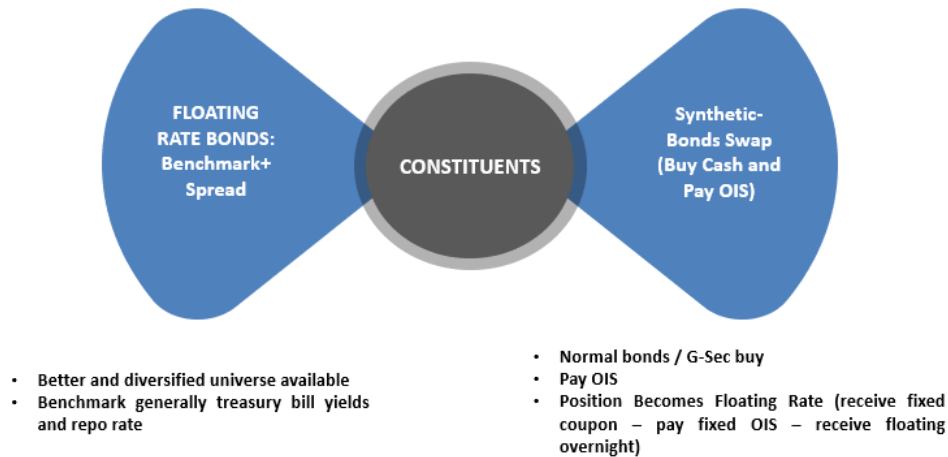 FLOATING
RATE BONDS:
Benchmark+
Spread
CONSTITUENTS
Synthetic-
Bonds Swap
(Buy Cash and
Pay OIS)
• Better and diversified universe available
• Benchmark generally treasury bill yields
and repo rate
• Normal bonds / G-Sec buy
• Pay OIS
• Position Becomes Floating Rate (receive fixed
coupon – pay fixed OIS – receive floating
overnight)